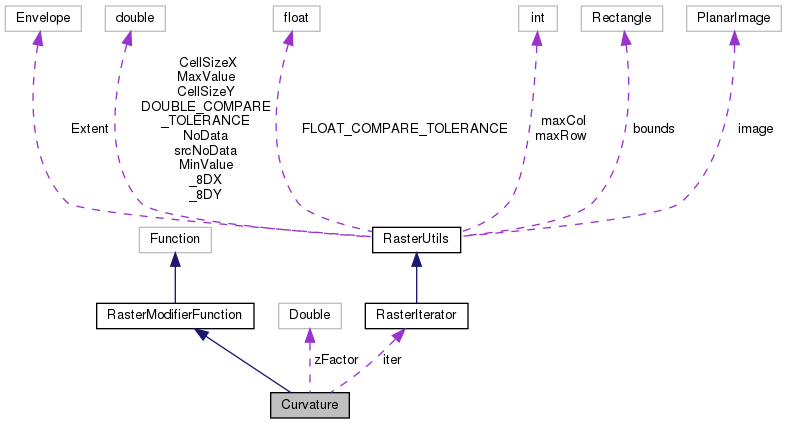 Envelope
double
float
int
Rectangle
PlanarImage
CellSizeX
MaxValue
CellSizeY
DOUBLE_COMPARE
_TOLERANCE
NoData
srcNoData
MinValue
_8DX
_8DY
Extent
FLOAT_COMPARE_TOLERANCE
maxCol
maxRow
bounds
image
Function
RasterUtils
RasterModifierFunction
Double
RasterIterator
zFactor
iter
Curvature